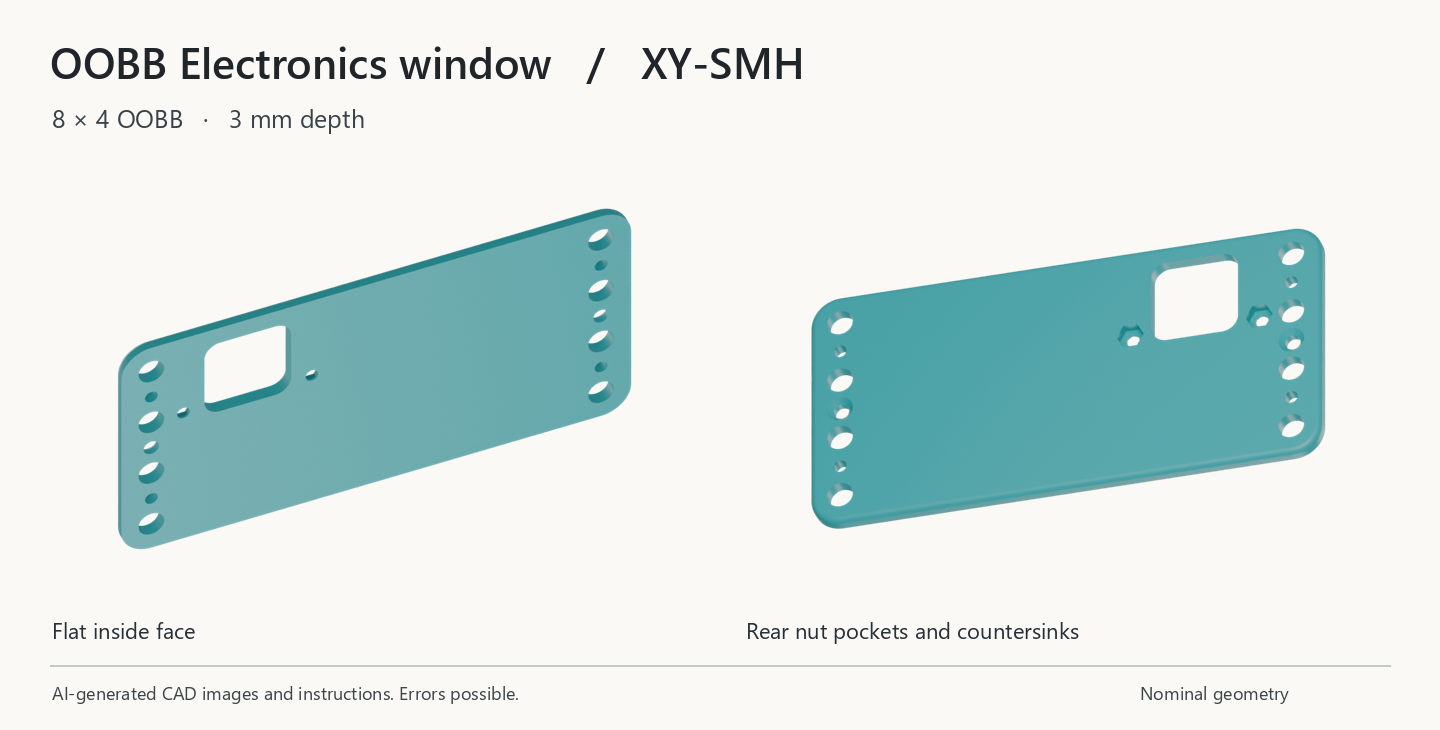 OOBB Electronics window / XY-SMH
8 × 4 OOBB · 3 mm depth
Flat inside face
Rear nut pockets and countersinks
AI-generated CAD images and instructions. Errors possible.
Nominal geometry